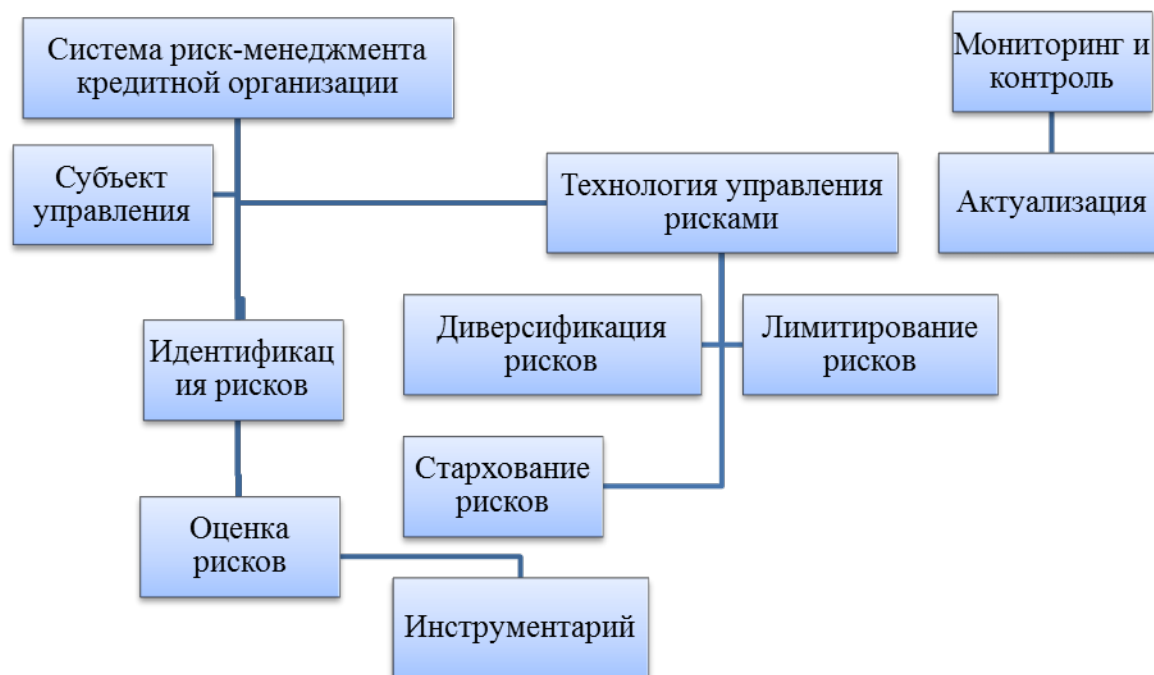 Система риск-менеджмента
кредитной организации
Мониторинг и
контроль
Субъект
управления
Технология управления
рисками
Актуализация
Диверсификация
рисков
Лимитирование
рисков
Идентификац
ия рисков
Стархование
рисков
Оценка
рисков
Инструментарий